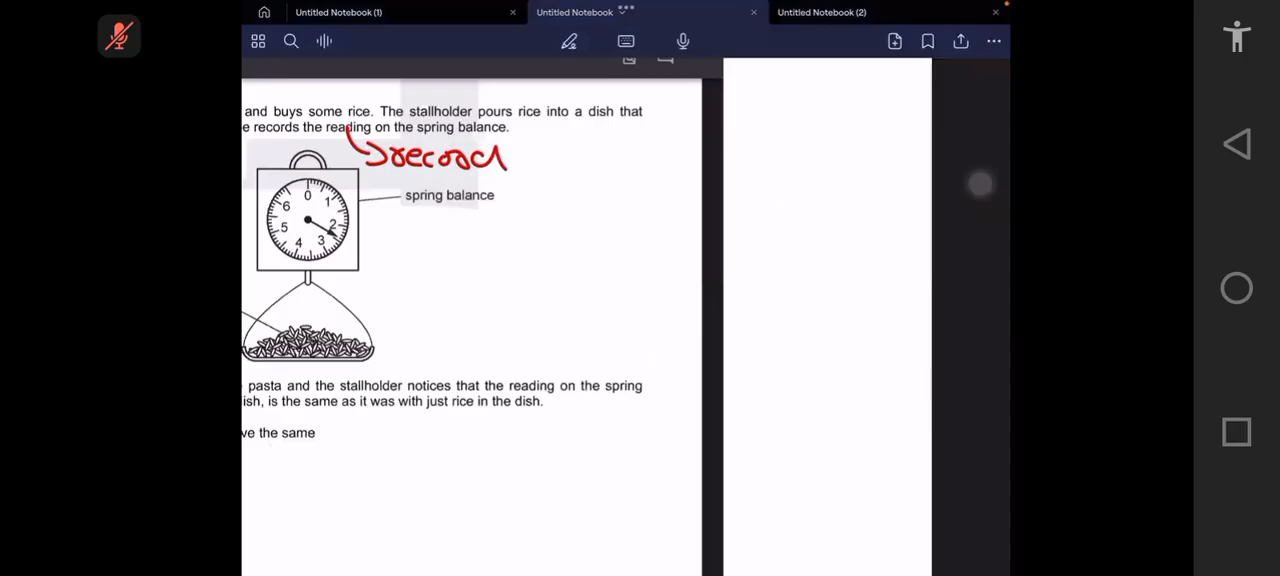 Untitled Notebook (1)
Untitled Notebook
Untitled Notebook (2)
and buys some rice. The stallholder pours rice into a dish that
e records the reading on the spring balance.
record
spring balance
0
1
2
3
4
5
6
pasta and the stallholder notices that the reading on the spring
ish, is the same as it was with just rice in the dish.
ve the same